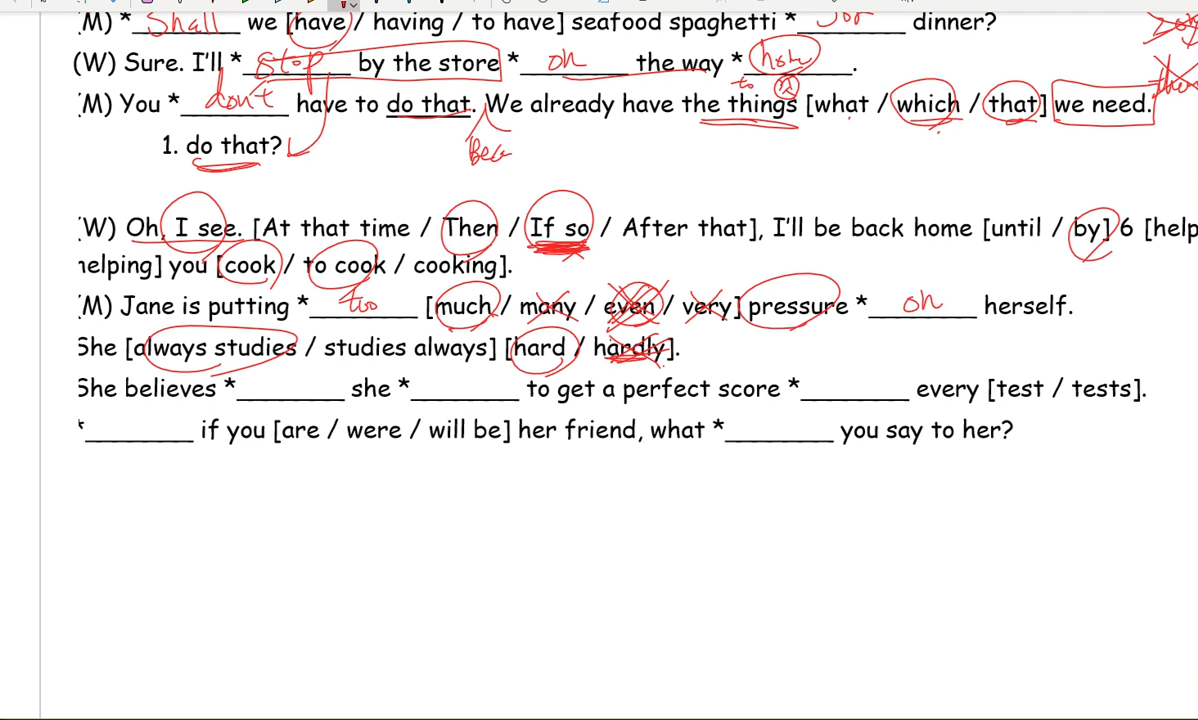 M) * Shall we [have / having / to have] seafood spaghetti * for dinner?
(W) Sure. I'll * stop by the store * on the way * home.
to
M) You * don't have to do that. We already have the things [what / which / that] we need.
1. do that?
W) Oh, I see. [At that time / Then / If so / After that], I'll be back home [until / by] 6 [help
helping] you [cook / to cook / cooking].
M) Jane is putting * too [much / many / even / very] pressure * on herself.
She [always studies / studies always] [hard / hardly].
She believes *________ she *________ to get a perfect score *________ every [test / tests].
*________ if you [are / were / will be] her friend, what *________ you say to her?